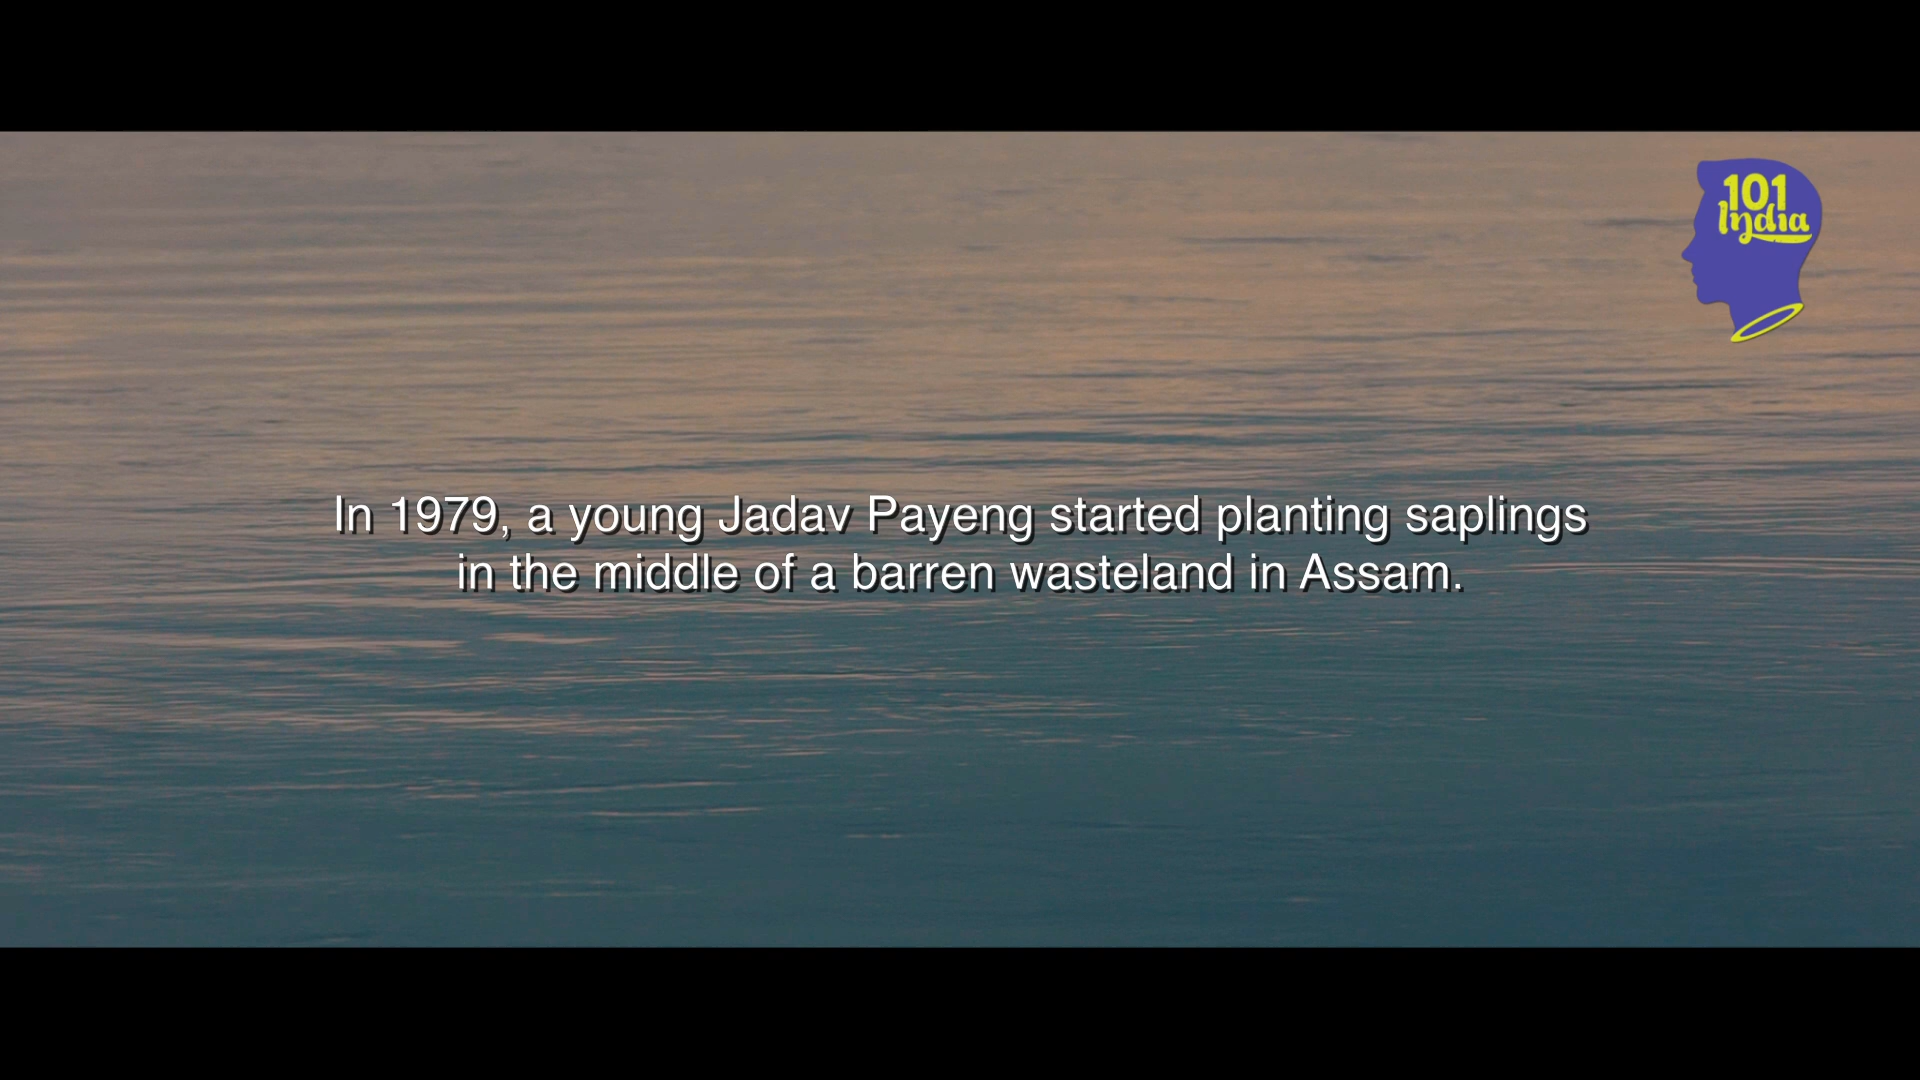 101
India
In 1979, a young Jadav Payeng started planting saplings
in the middle of a barren wasteland in Assam.